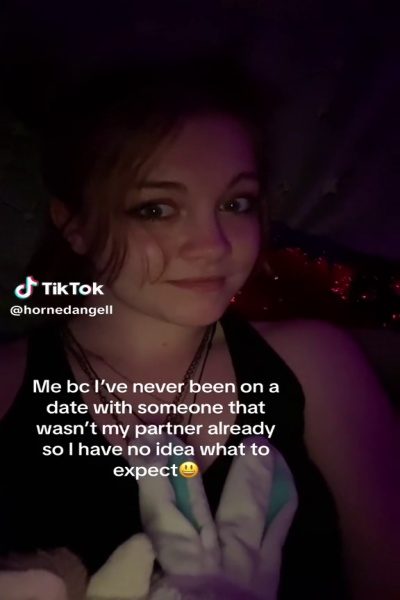 TikTok
@hornedangell
Me bc I've never been on a
date with someone that
wasn't my partner already
so I have no idea what to
expect😃